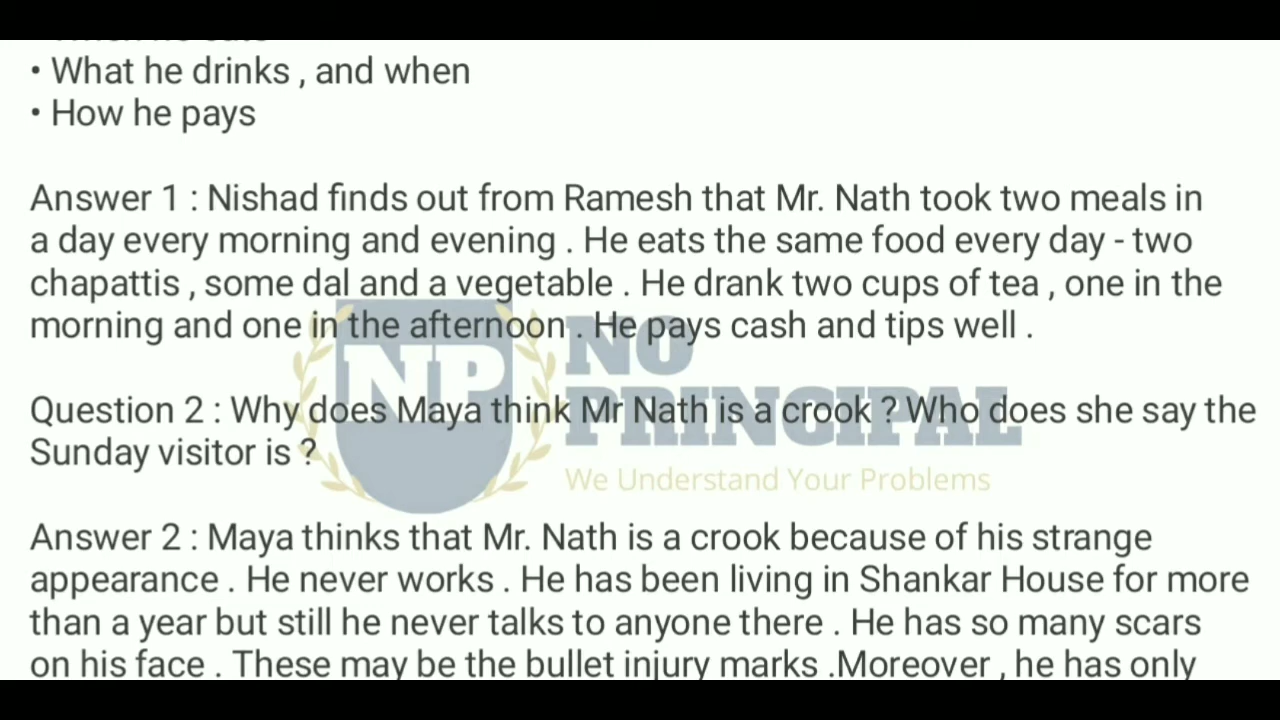 • What he drinks , and when
• How he pays
Answer 1 : Nishad finds out from Ramesh that Mr. Nath took two meals in
a day every morning and evening . He eats the same food every day - two
chapattis , some dal and a vegetable . He drank two cups of tea , one in the
morning and one in the afternoon . He pays cash and tips well .
NP
NO
PRINCIPAL
We Understand Your Problems
Question 2 : Why does Maya think Mr Nath is a crook ? Who does she say the
Sunday visitor is ?
Answer 2 : Maya thinks that Mr. Nath is a crook because of his strange
appearance . He never works . He has been living in Shankar House for more
than a year but still he never talks to anyone there . He has so many scars
on his face . These may be the bullet injury marks .Moreover , he has only